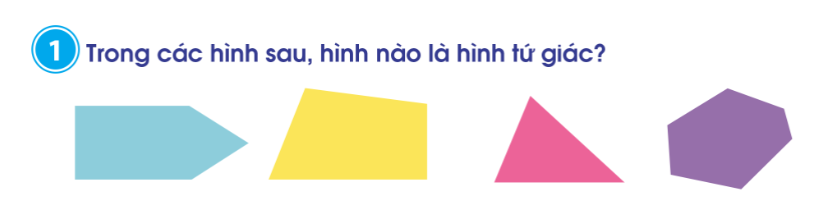 1 Trong các hình sau, hình nào là hình tứ giác?